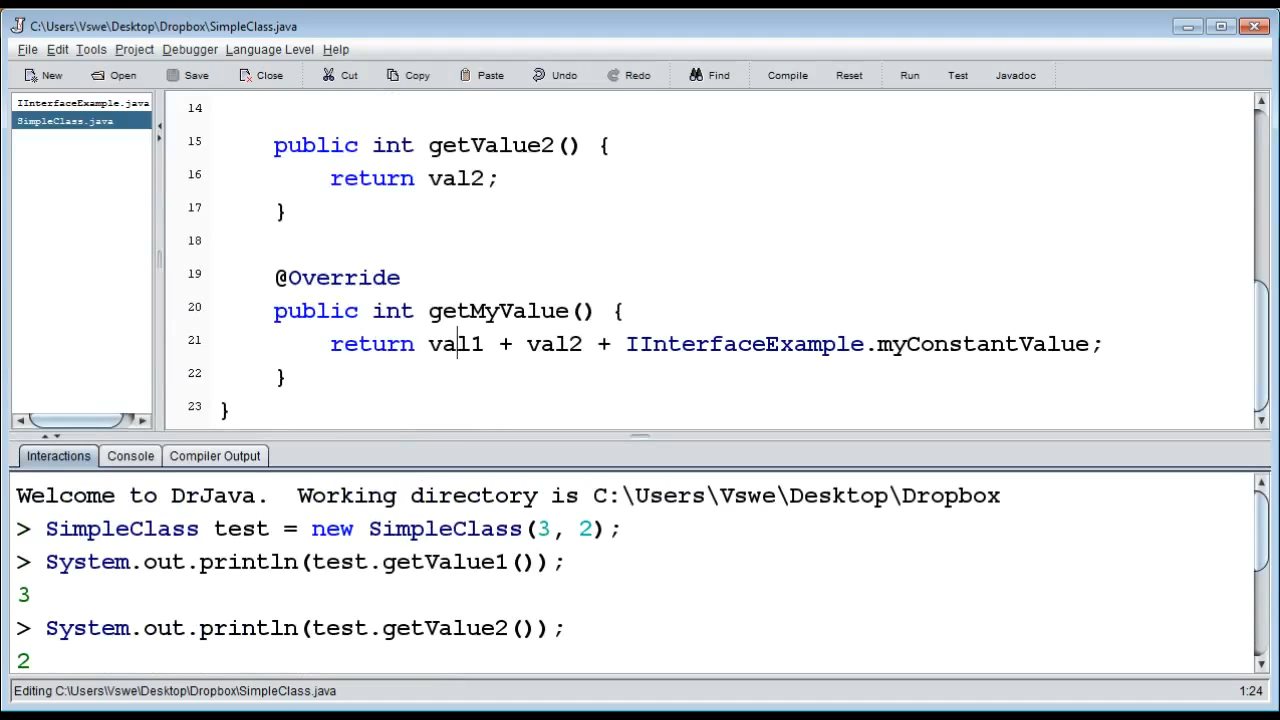 C:\Users\Vswe\Desktop\Dropbox\SimpleClass.java
File Edit Tools Project Debugger Language Level Help
New Open Save Close Cut Copy Paste Undo Redo Find Compile Reset Run Test Javadoc
IInterfaceExample.java
SimpleClass.java
14
15 public int getValue2() {
16 return val2;
17 }
18
19 @Override
20 public int getMyValue() {
21 return val1 + val2 + IInterfaceExample.myConstantValue;
22 }
23 }
Interactions Console Compiler Output
Welcome to DrJava. Working directory is C:\Users\Vswe\Desktop\Dropbox
> SimpleClass test = new SimpleClass(3, 2);
> System.out.println(test.getValue1());
3
> System.out.println(test.getValue2());
2
Editing C:\Users\Vswe\Desktop\Dropbox\SimpleClass.java 1:24